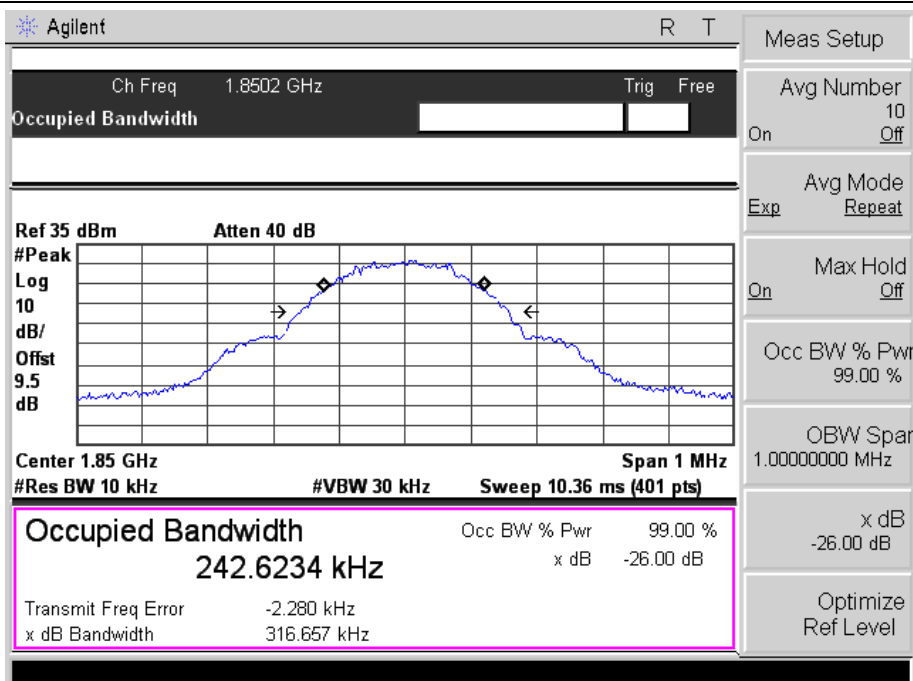 Agilent R T
Ch Freq 1.8502 GHz Trig Free
Occupied Bandwidth
Ref 35 dBm Atten 40 dB
#Peak
Log
10
dB/
Offst
9.5
dB
Center 1.85 GHz Span 1 MHz
#Res BW 10 kHz #VBW 30 kHz Sweep 10.36 ms (401 pts)
Occupied Bandwidth
242.6234 kHz
Occ BW % Pwr 99.00 %
x dB -26.00 dB
Transmit Freq Error -2.280 kHz
x dB Bandwidth 316.657 kHz
Meas Setup
Avg Number
10
On Off
Avg Mode
Exp Repeat
Max Hold
On Off
Occ BW % Pwr
99.00 %
OBW Span
1.00000000 MHz
x dB
-26.00 dB
Optimize
Ref Level